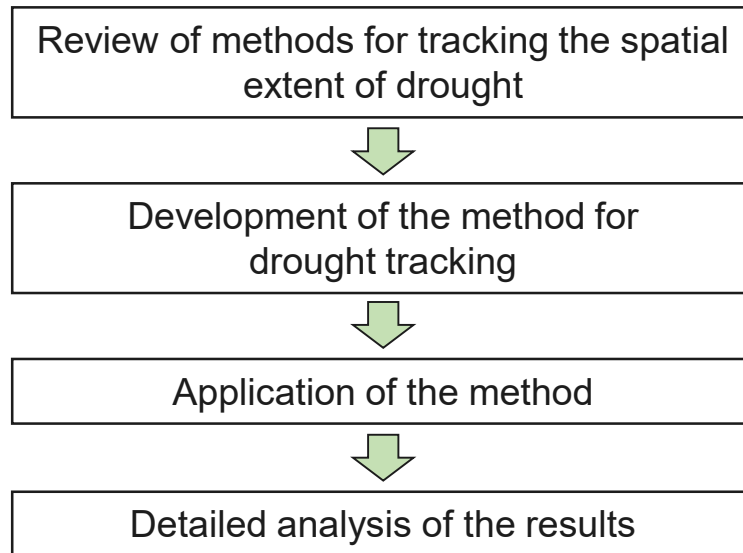 Review of methods for tracking the spatial
extent of drought
Development of the method for
drought tracking
Application of the method
Detailed analysis of the results